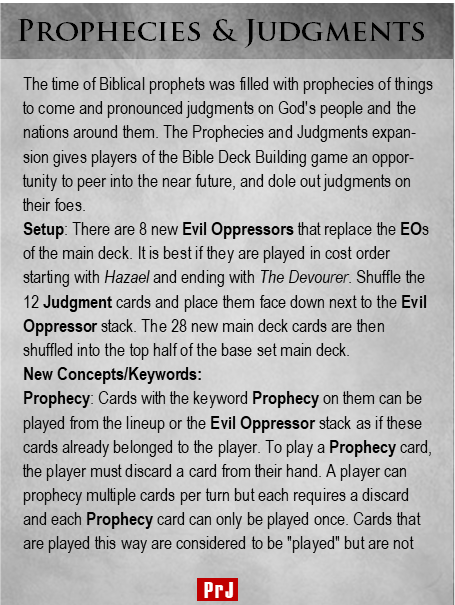 PROPHECIES & JUDGMENTS
The time of Biblical prophets was filled with prophecies of things
to come and pronounced judgments on God's people and the
nations around them. The Prophecies and Judgments expan-
sion gives players of the Bible Deck Building game an oppor-
tunity to peer into the near future, and dole out judgments on
their foes.
Setup: There are 8 new Evil Oppressors that replace the EOs
of the main deck. It is best if they are played in cost order
starting with Hazael and ending with The Devourer. Shuffle the
12 Judgment cards and place them face down next to the Evil
Oppressor stack. The 28 new main deck cards are then
shuffled into the top half of the base set main deck.
New Concepts/Keywords:
Prophecy: Cards with the keyword Prophecy on them can be
played from the lineup or the Evil Oppressor stack as if these
cards already belonged to the player. To play a Prophecy card,
the player must discard a card from their hand. A player can
prophecy multiple cards per turn but each requires a discard
and each Prophecy card can only be played once. Cards that
are played this way are considered to be "played" but are not
PrJ